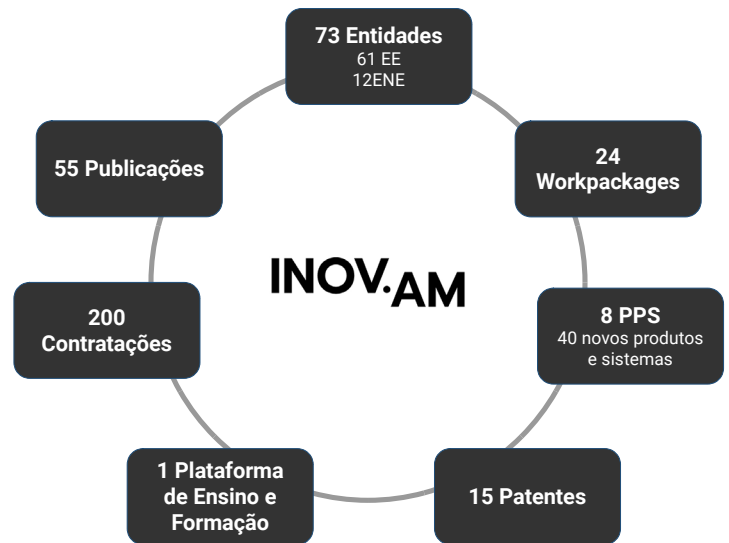 73 Entidades
61 EE
12ENE
24
Workpackages
8 PPS
40 novos produtos
e sistemas
15 Patentes
1 Plataforma
de Ensino e
Formação
200
Contratações
55 Publicações
INOV.AM